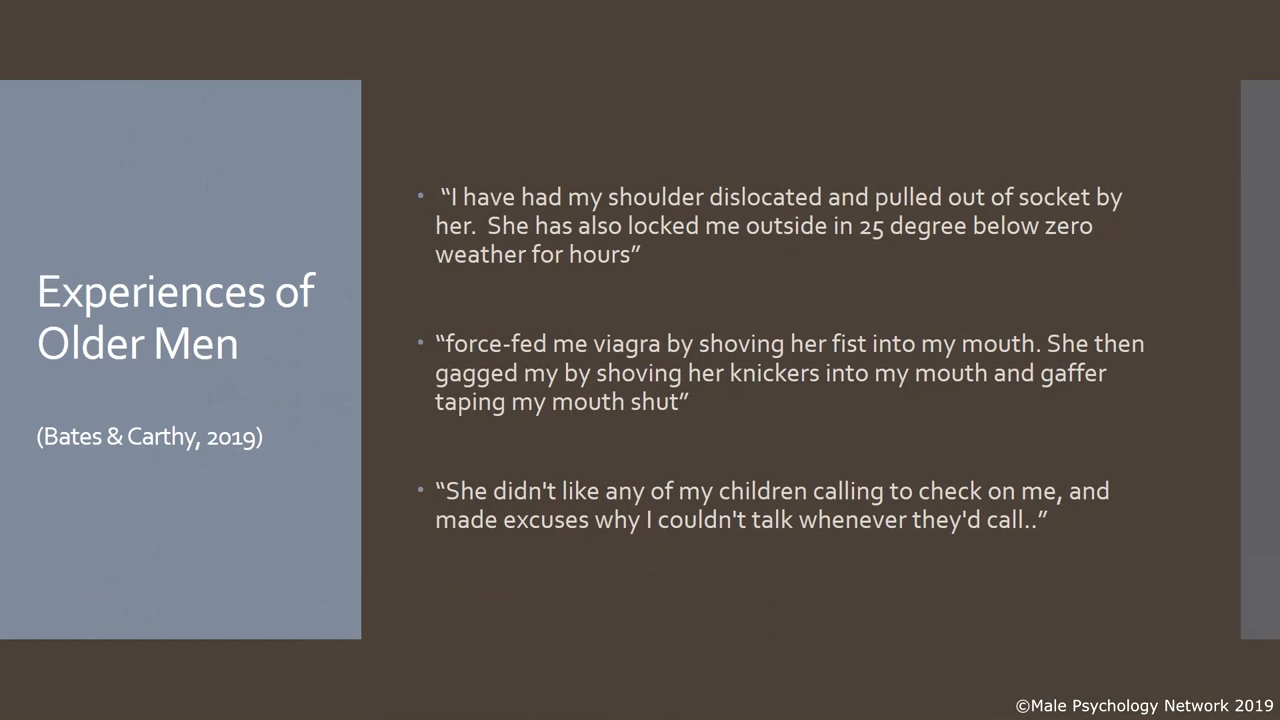 Experiences of
Older Men
(Bates & Carthy, 2019)
• “I have had my shoulder dislocated and pulled out of socket by
her.  She has also locked me outside in 25 degree below zero
weather for hours”
• “force-fed me viagra by shoving her fist into my mouth. She then
gagged my by shoving her knickers into my mouth and gaffer
taping my mouth shut”
• “She didn't like any of my children calling to check on me, and
made excuses why I couldn't talk whenever they'd call..”
©Male Psychology Network 2019